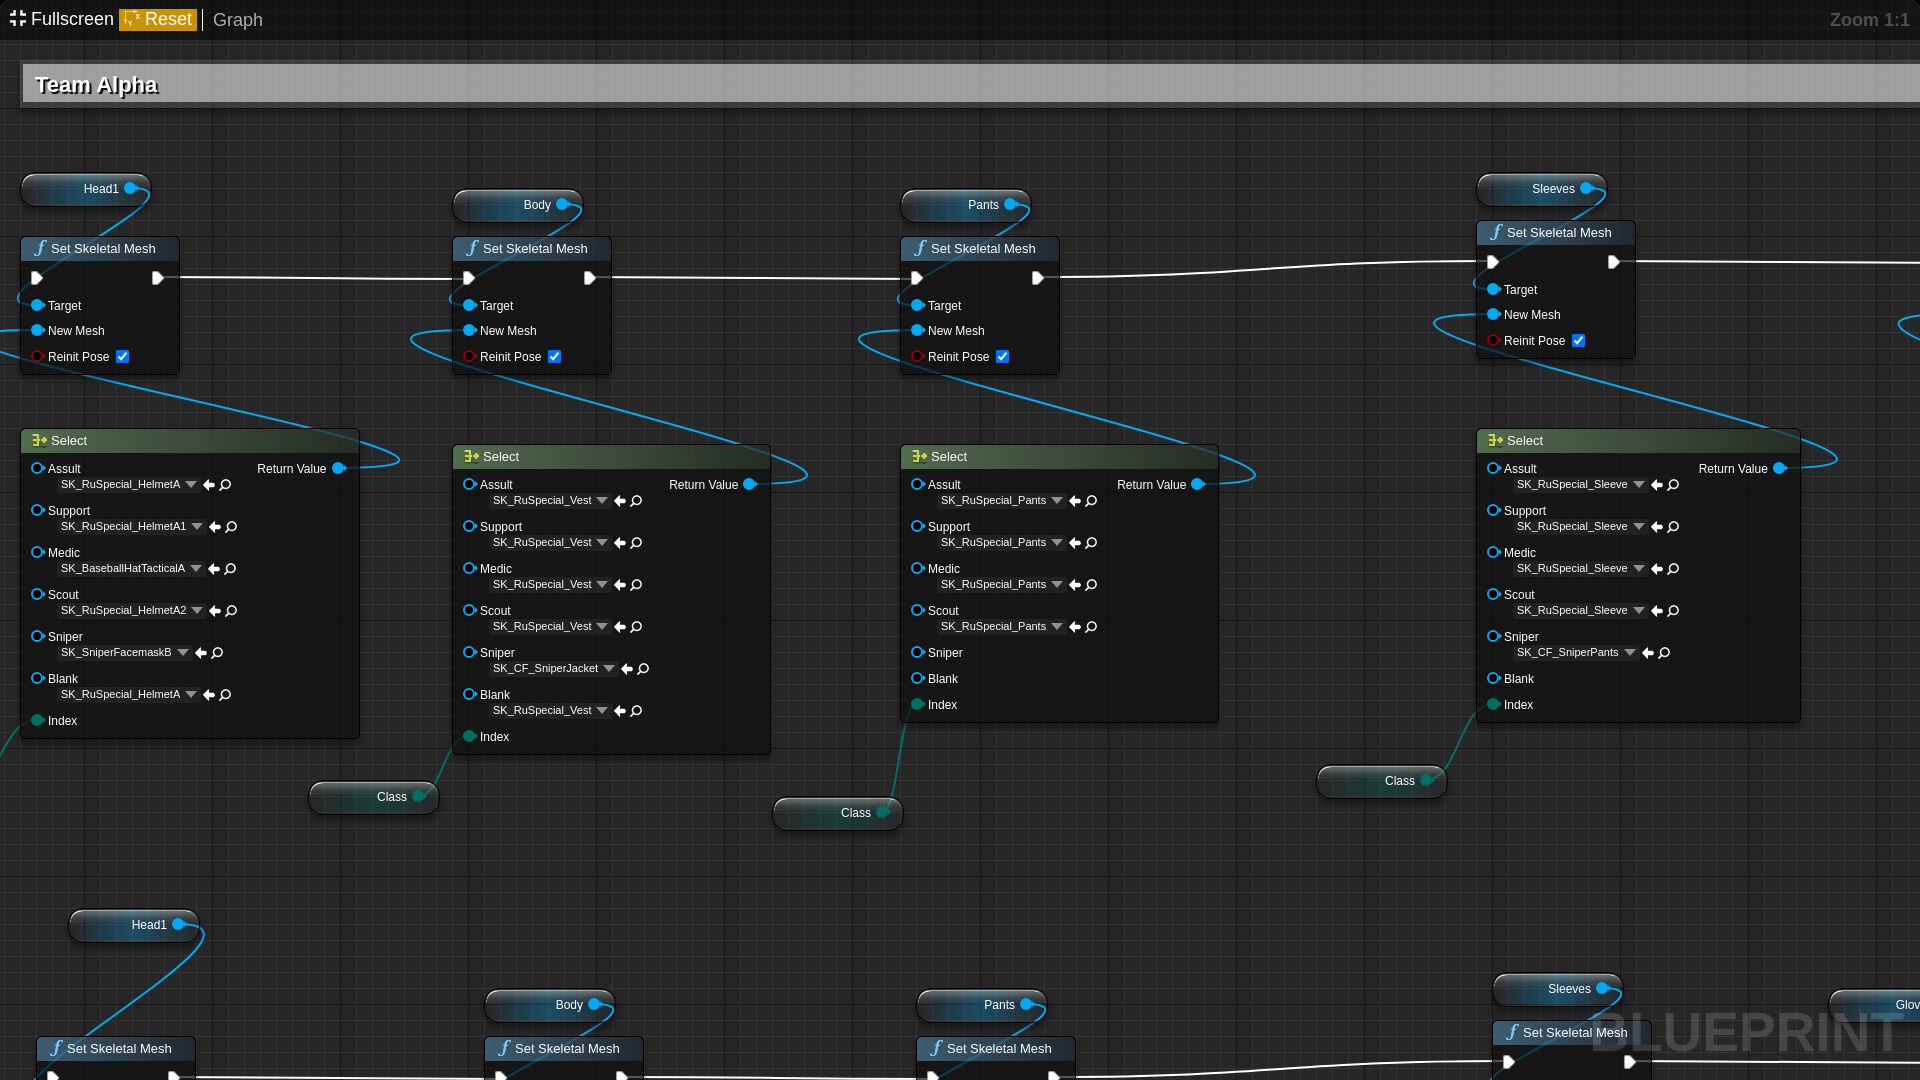 Fullscreen Reset Graph Zoom 1:1
Team Alpha
Head1
Body
Pants
Sleeves
Set Skeletal Mesh
Target
New Mesh
Reinit Pose
Set Skeletal Mesh
Target
New Mesh
Reinit Pose
Set Skeletal Mesh
Target
New Mesh
Reinit Pose
Set Skeletal Mesh
Target
New Mesh
Reinit Pose
Select
Assult Return Value
SK_RuSpecial_HelmetA
Support
SK_RuSpecial_HelmetA1
Medic
SK_BaseballHatTacticalA
Scout
SK_RuSpecial_HelmetA2
Sniper
SK_SniperFacemaskB
Blank
SK_RuSpecial_HelmetA
Index
Select
Assult Return Value
SK_RuSpecial_Vest
Support
SK_RuSpecial_Vest
Medic
SK_RuSpecial_Vest
Scout
SK_RuSpecial_Vest
Sniper
SK_CF_SniperJacket
Blank
SK_RuSpecial_Vest
Index
Select
Assult Return Value
SK_RuSpecial_Pants
Support
SK_RuSpecial_Pants
Medic
SK_RuSpecial_Pants
Scout
SK_RuSpecial_Pants
Sniper
Blank
Index
Select
Assult Return Value
SK_RuSpecial_Sleeve
Support
SK_RuSpecial_Sleeve
Medic
SK_RuSpecial_Sleeve
Scout
SK_RuSpecial_Sleeve
Sniper
SK_CF_SniperPants
Blank
Index
Class
Class
Class
Head1
Body
Pants
Sleeves
Glov
Set Skeletal Mesh
Set Skeletal Mesh
Set Skeletal Mesh
Set Skeletal Mesh
BLUEPRINT